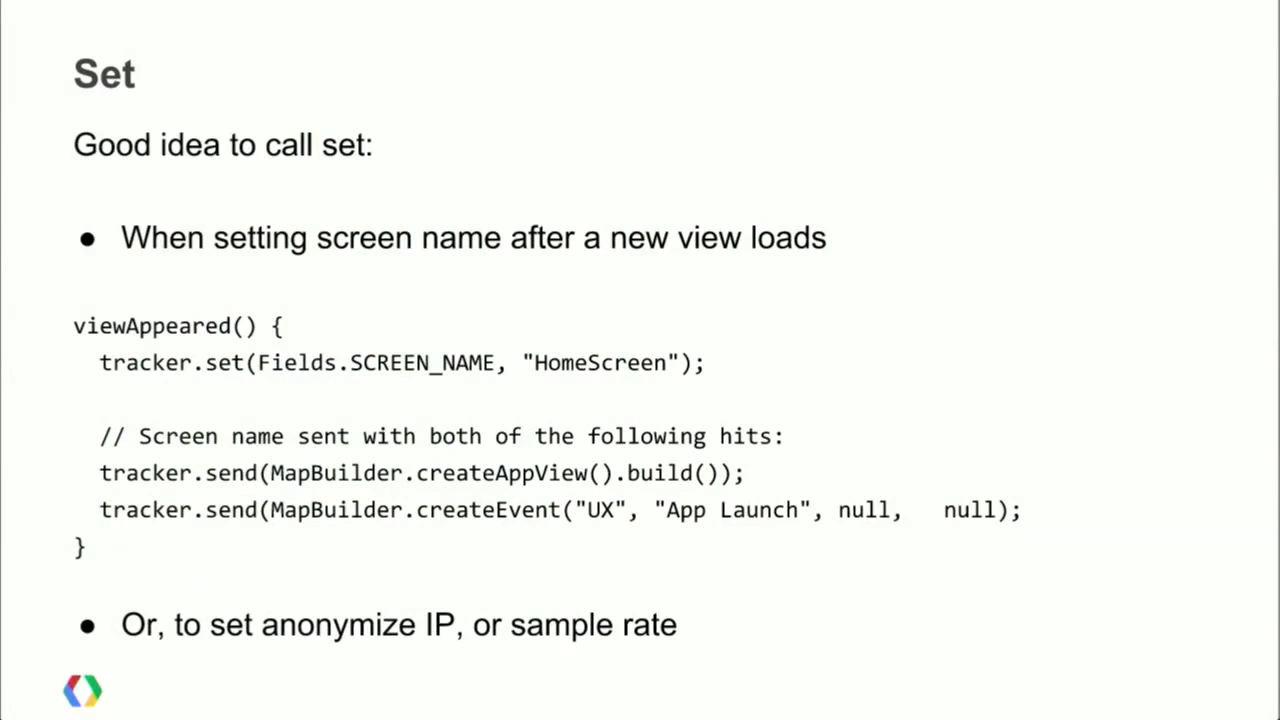 Set
Good idea to call set:
● When setting screen name after a new view loads
viewAppeared() {
  tracker.set(Fields.SCREEN_NAME, "HomeScreen");
  // Screen name sent with both of the following hits:
  tracker.send(MapBuilder.createAppView().build());
  tracker.send(MapBuilder.createEvent("UX", "App Launch", null,   null);
}
● Or, to set anonymize IP, or sample rate